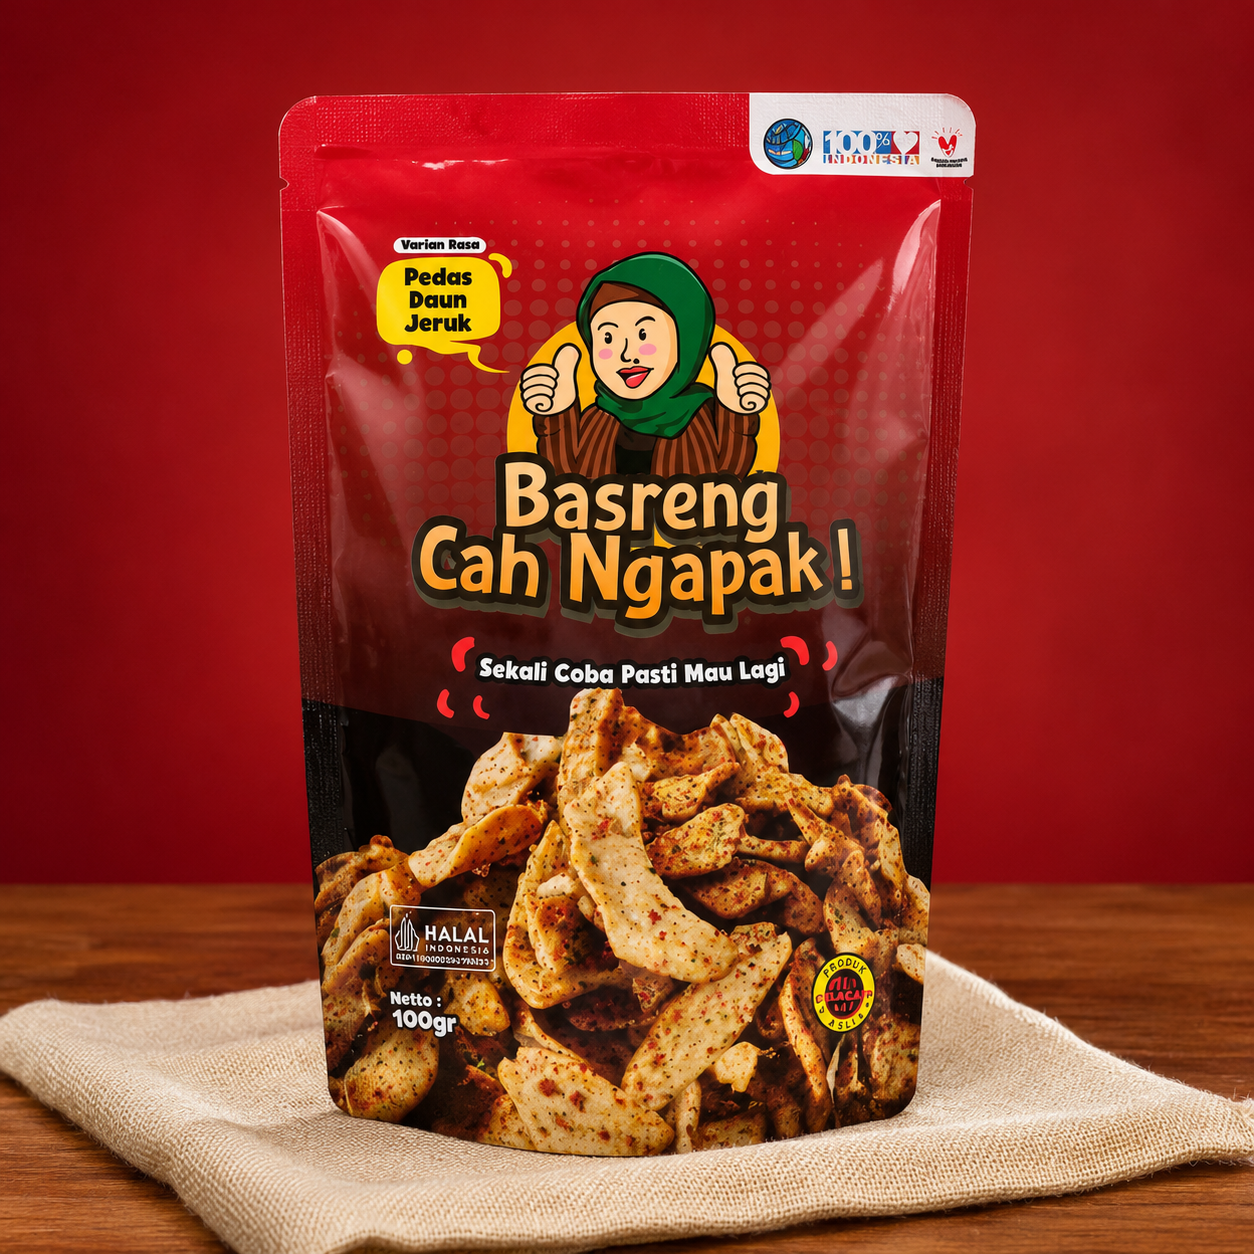 100%
INDONESIA
Varian Rasa
Pedas
Daun
Jeruk
Basreng
Cah Ngapak !
Sekali Coba Pasti Mau Lagi
HALAL
INDONESIA
Netto :
100gr
PRODUK
ASLI